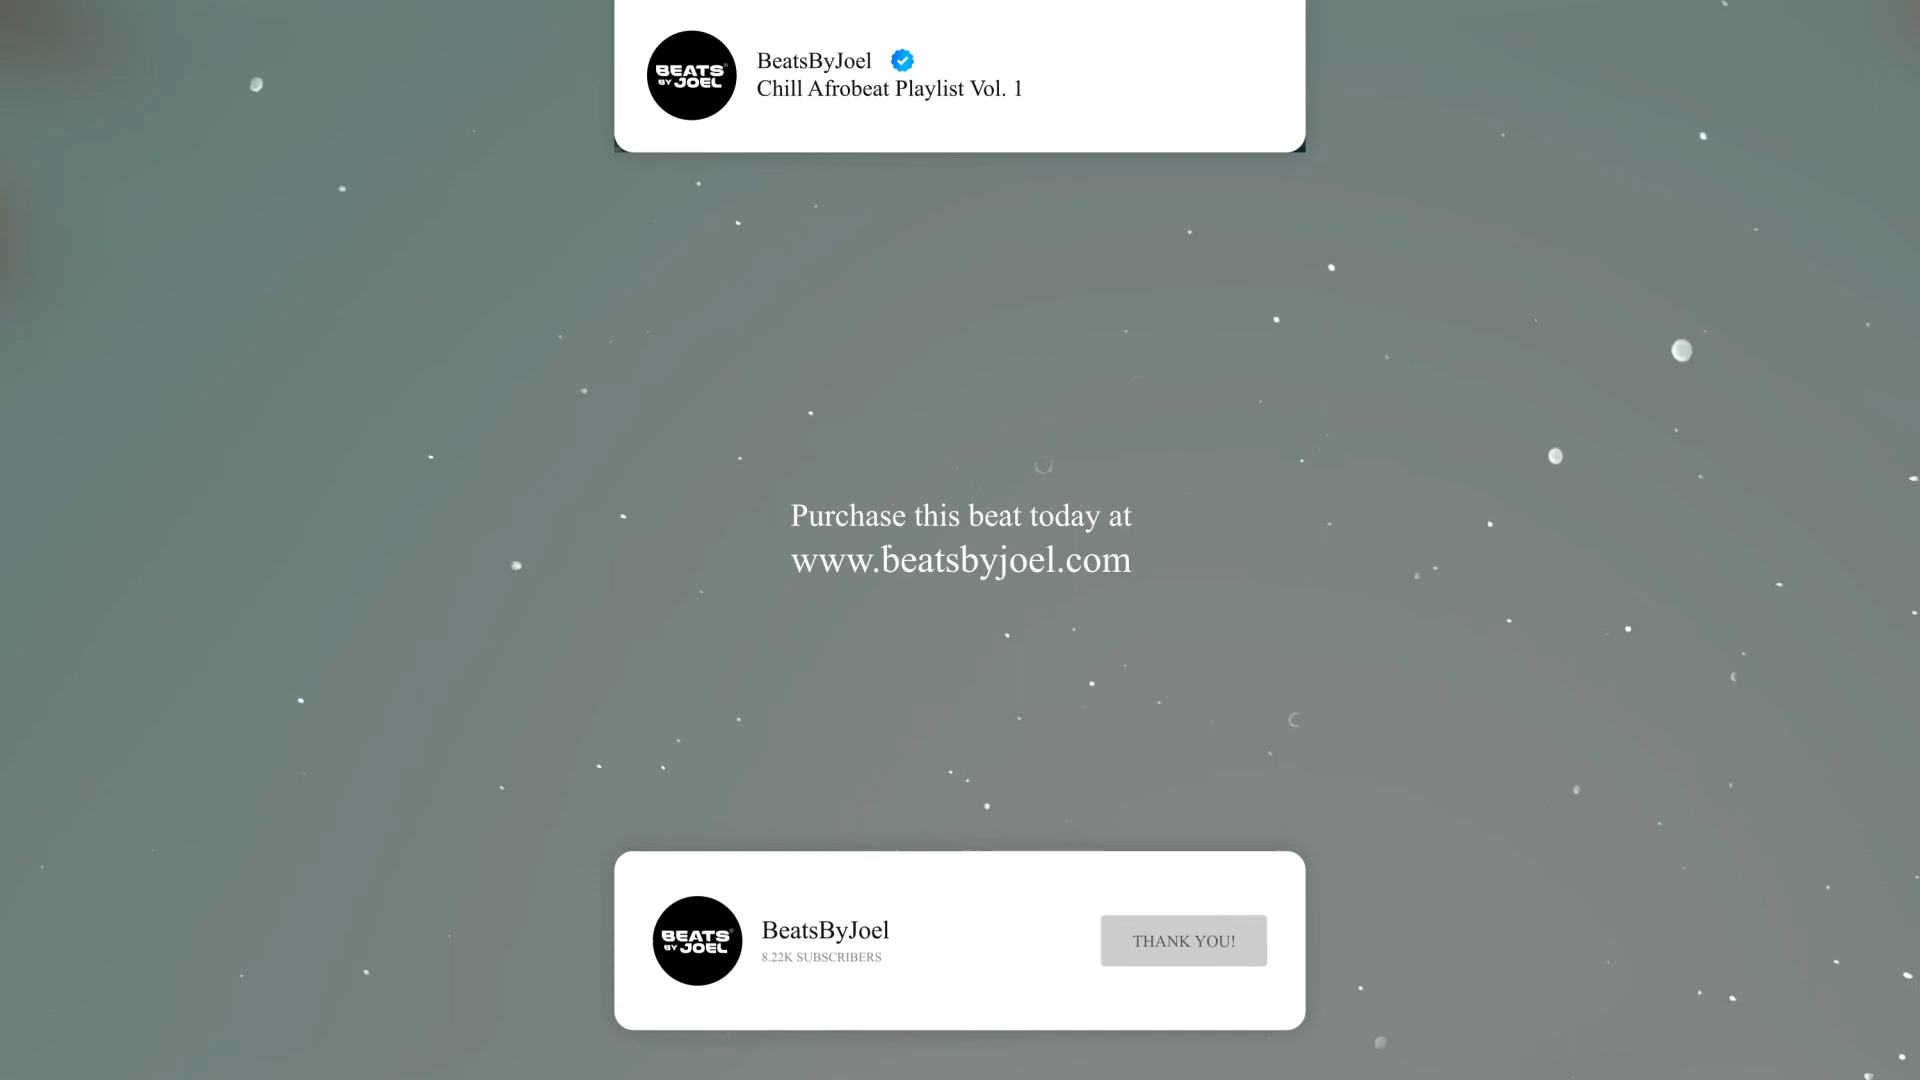 BEATS
BY JOEL
BeatsByJoel
Chill Afrobeat Playlist Vol. 1
Purchase this beat today at
www.beatsbyjoel.com
BEATS
BY JOEL
BeatsByJoel
8.22K SUBSCRIBERS
THANK YOU!